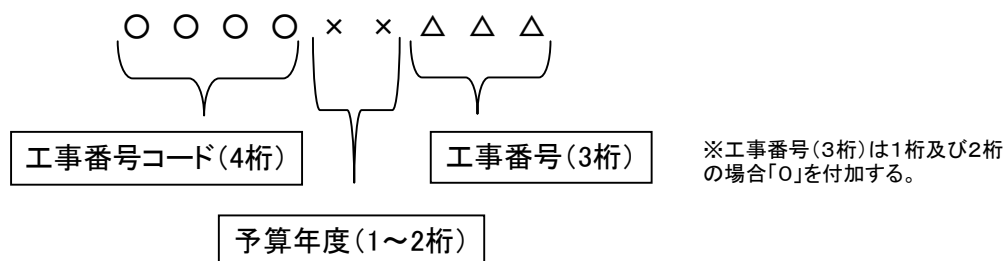 ○ ○ ○ ○ × × △ △ △
工事番号コード(4桁)
工事番号(3桁)
※工事番号(3桁)は1桁及び2桁
の場合「0」を付加する。
予算年度(1～2桁)